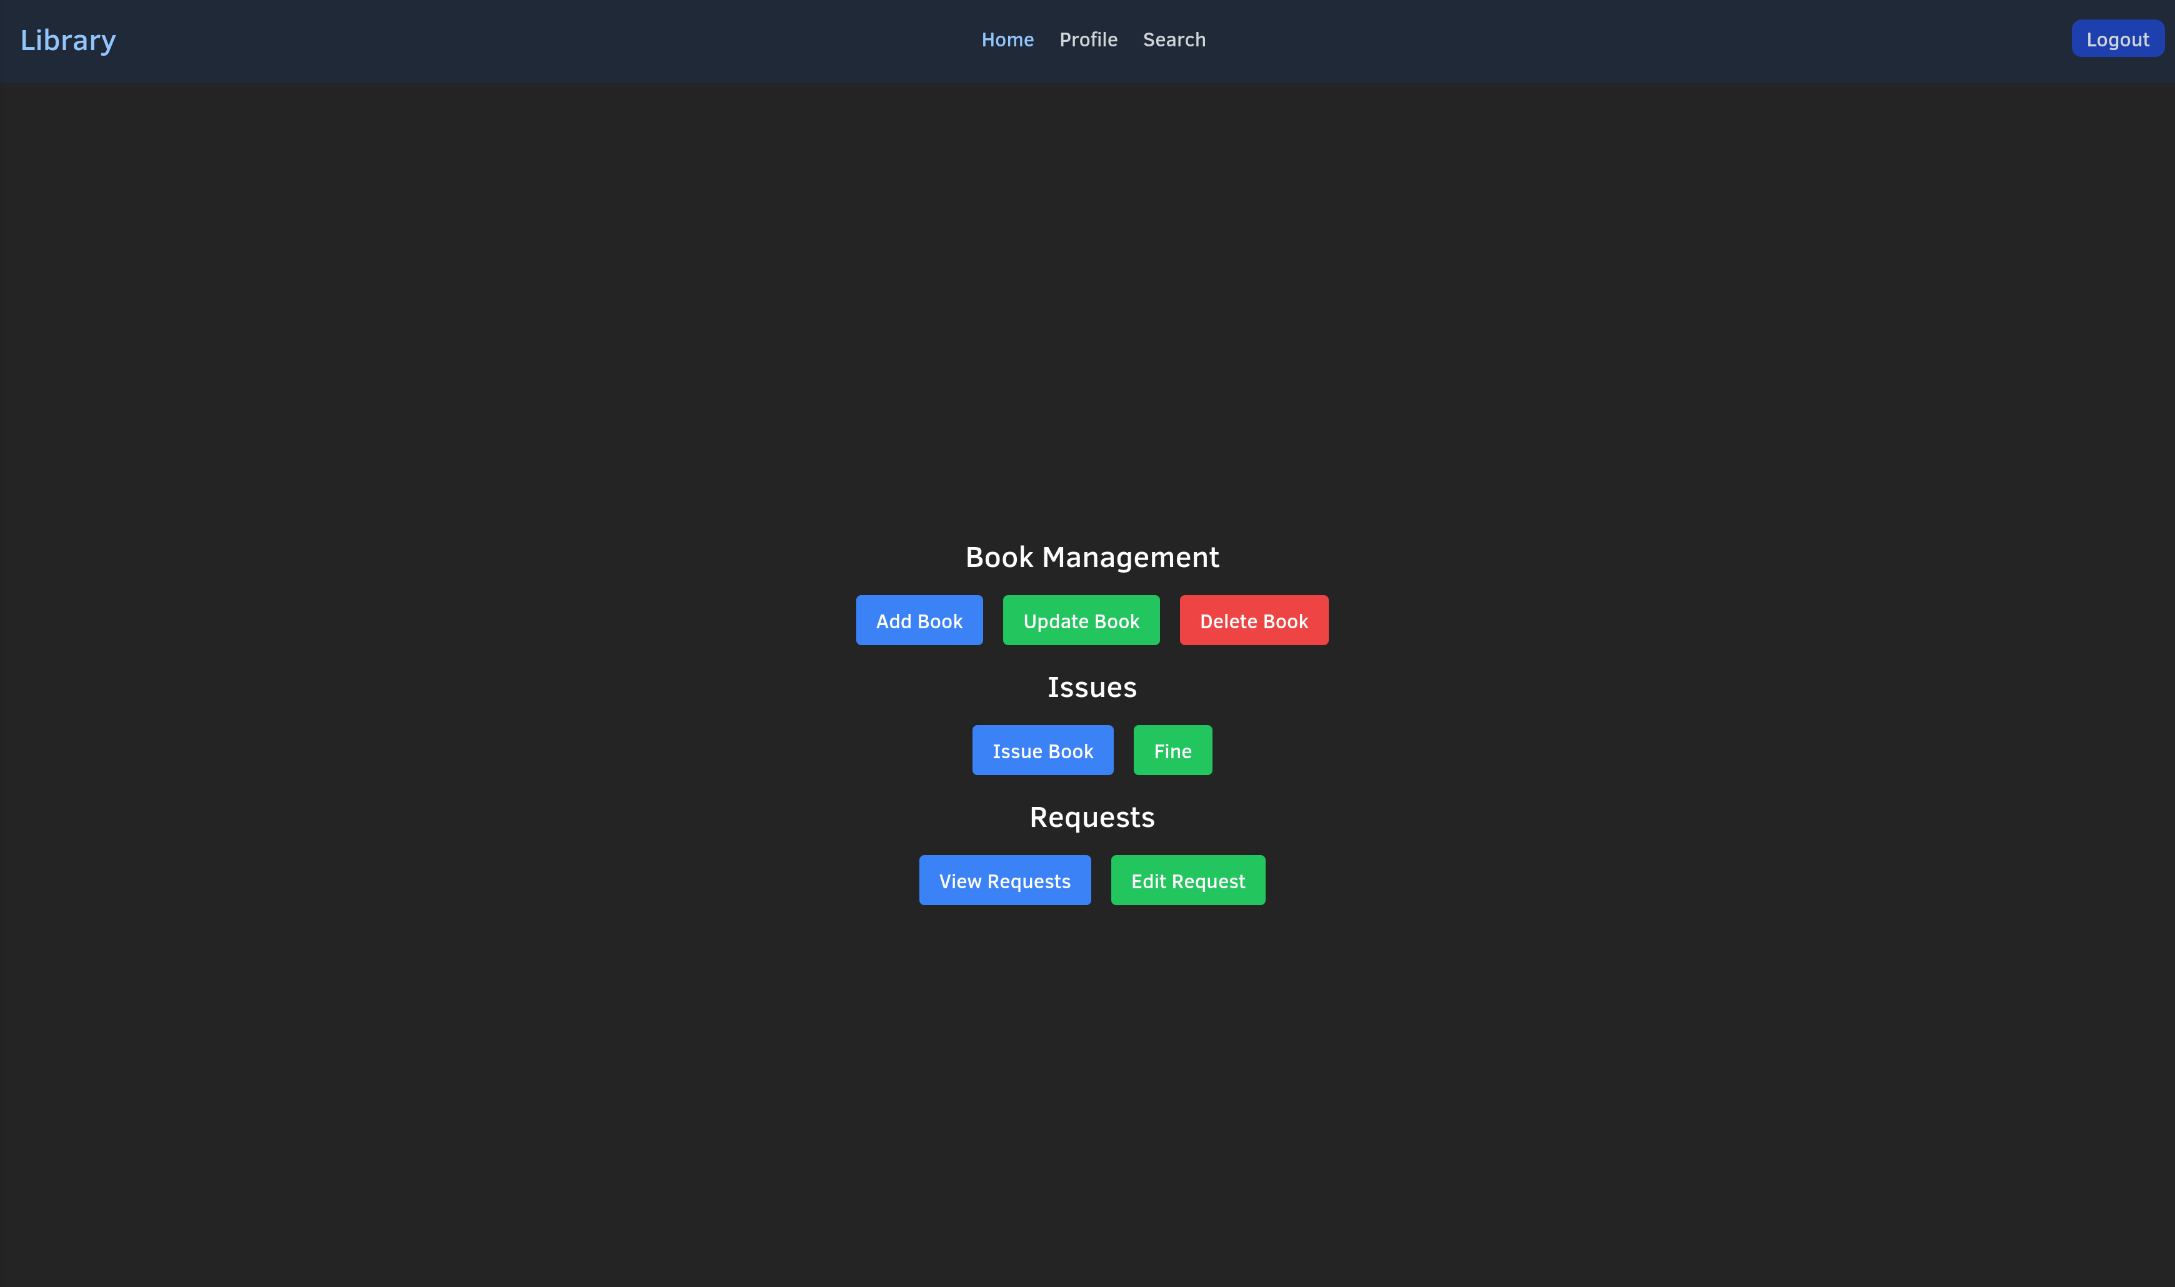 Library
Home Profile Search
Logout
Book Management
Add Book Update Book Delete Book
Issues
Issue Book Fine
Requests
View Requests Edit Request